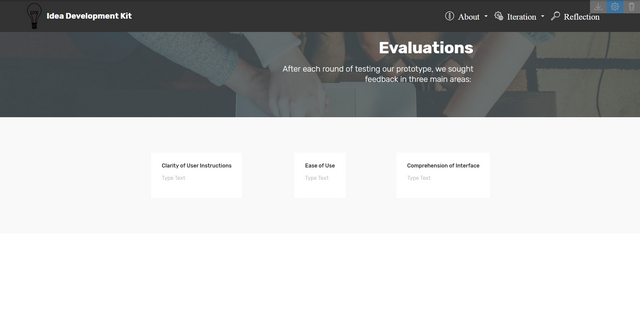 Idea Development Kit
About
Iteration
Reflection
Evaluations
After each round of testing our prototype, we sought
feedback in three main areas:
Clarity of User Instructions
Type Text
Ease of Use
Type Text
Comprehension of Interface
Type Text